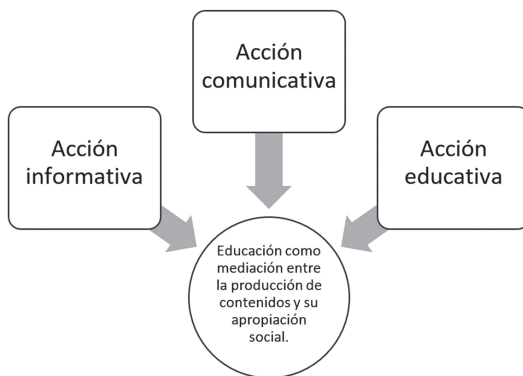 Acción
comunicativa
Acción
informativa
Acción
educativa
Educación como
mediación entre
la producción de
contenidos y su
apropiación
social.